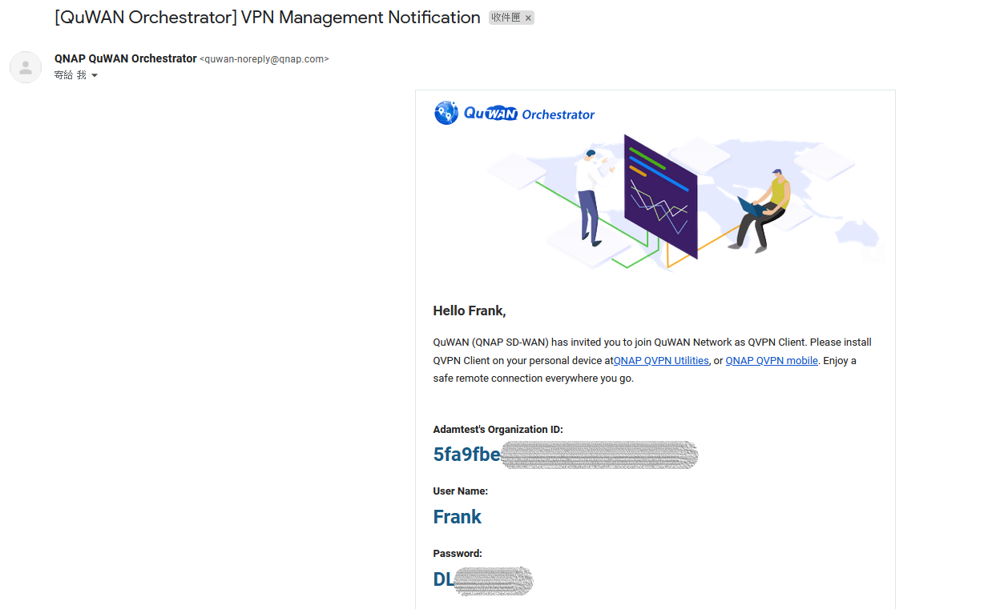 [QuWAN Orchestrator] VPN Management Notification 收件匣 ×
QNAP QuWAN Orchestrator <quwan-noreply@qnap.com>
寄給 我
QuWAN Orchestrator
Hello Frank,
QuWAN (QNAP SD-WAN) has invited you to join QuWAN Network as QVPN Client. Please install
QVPN Client on your personal device atQNAP QVPN Utilities, or QNAP QVPN mobile. Enjoy a
safe remote connection everywhere you go.
Adamtest's Organization ID:
5fa9fbe
User Name:
Frank
Password:
DL